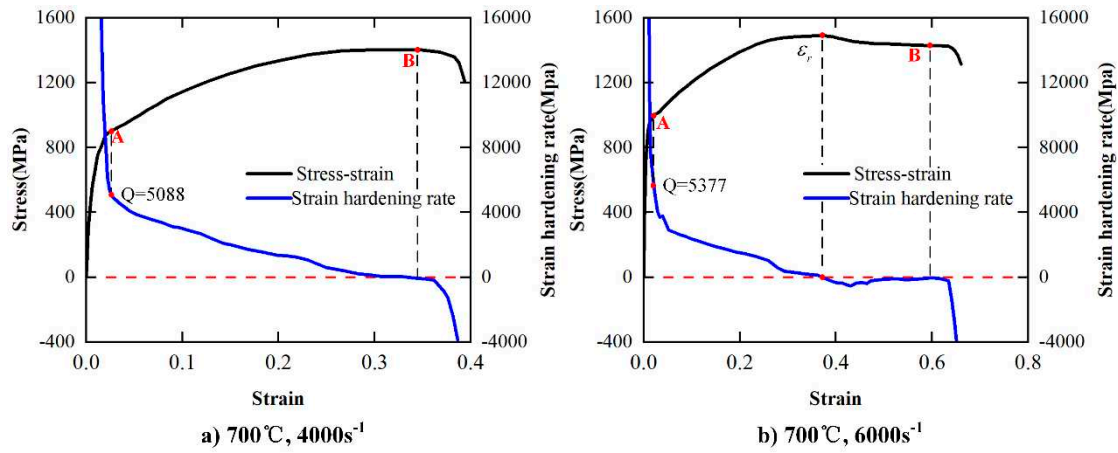 1600
1200
800
400
0
-400
16000
12000
8000
4000
0
-4000
Stress(MPa)
Strain hardening rate(Mpa)
A
B
Q=5088
Stress-strain
Strain hardening rate
0.0 0.1 0.2 0.3 0.4
Strain
a) 700℃, 4000s⁻¹
1600
1200
800
400
0
-400
16000
12000
8000
4000
0
-4000
Stress(MPa)
Strain hardening rate(Mpa)
εᵣ
A
B
Q=5377
Stress-strain
Strain hardening rate
0.0 0.2 0.4 0.6 0.8
Strain
b) 700℃, 6000s⁻¹